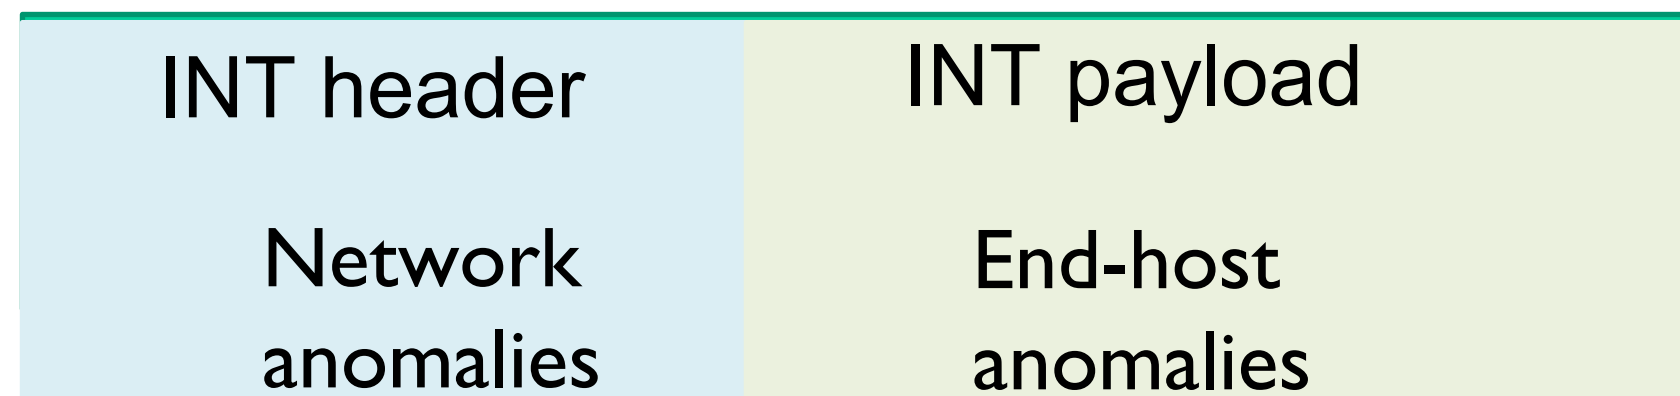 INT header
Network
anomalies
INT payload
End-host
anomalies